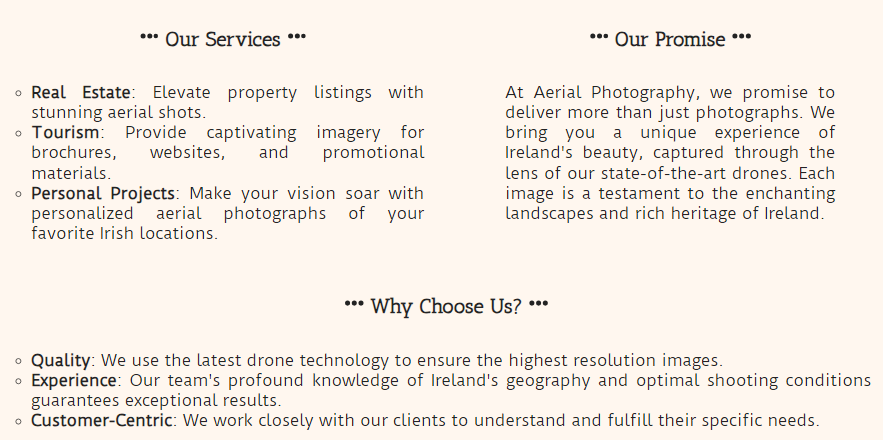 ••• Our Services •••
Real Estate: Elevate property listings with
stunning aerial shots.
Tourism: Provide captivating imagery for
brochures, websites, and promotional
materials.
Personal Projects: Make your vision soar with
personalized aerial photographs of your
favorite Irish locations.
••• Our Promise •••
At Aerial Photography, we promise to
deliver more than just photographs. We
bring you a unique experience of
Ireland's beauty, captured through the
lens of our state-of-the-art drones. Each
image is a testament to the enchanting
landscapes and rich heritage of Ireland.
••• Why Choose Us? •••
Quality: We use the latest drone technology to ensure the highest resolution images.
Experience: Our team's profound knowledge of Ireland's geography and optimal shooting conditions
guarantees exceptional results.
Customer-Centric: We work closely with our clients to understand and fulfill their specific needs.